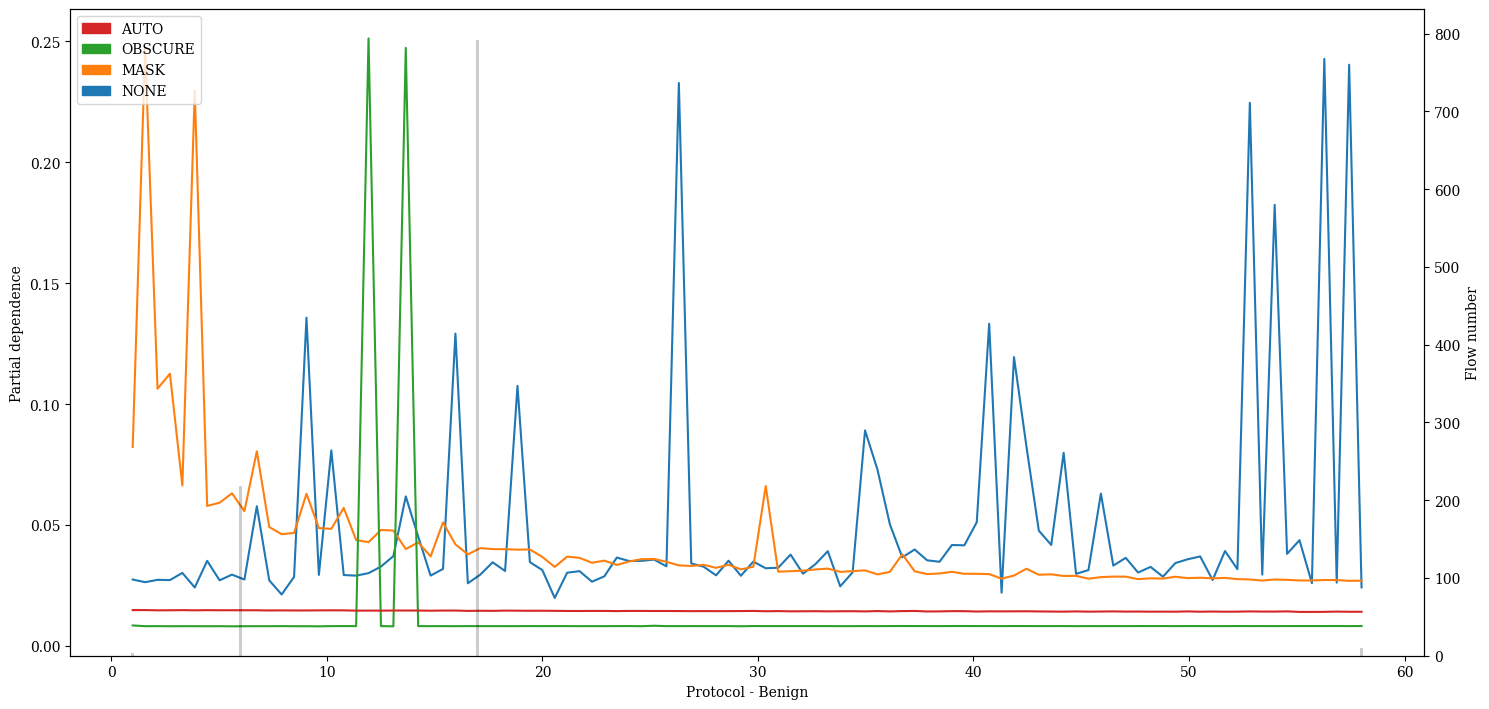 AUTO
OBSCURE
MASK
NONE
0.25
0.20
0.15
0.10
0.05
0.00
Partial dependence
800
700
600
500
400
300
200
100
0
Flow number
0 10 20 30 40 50 60
Protocol - Benign